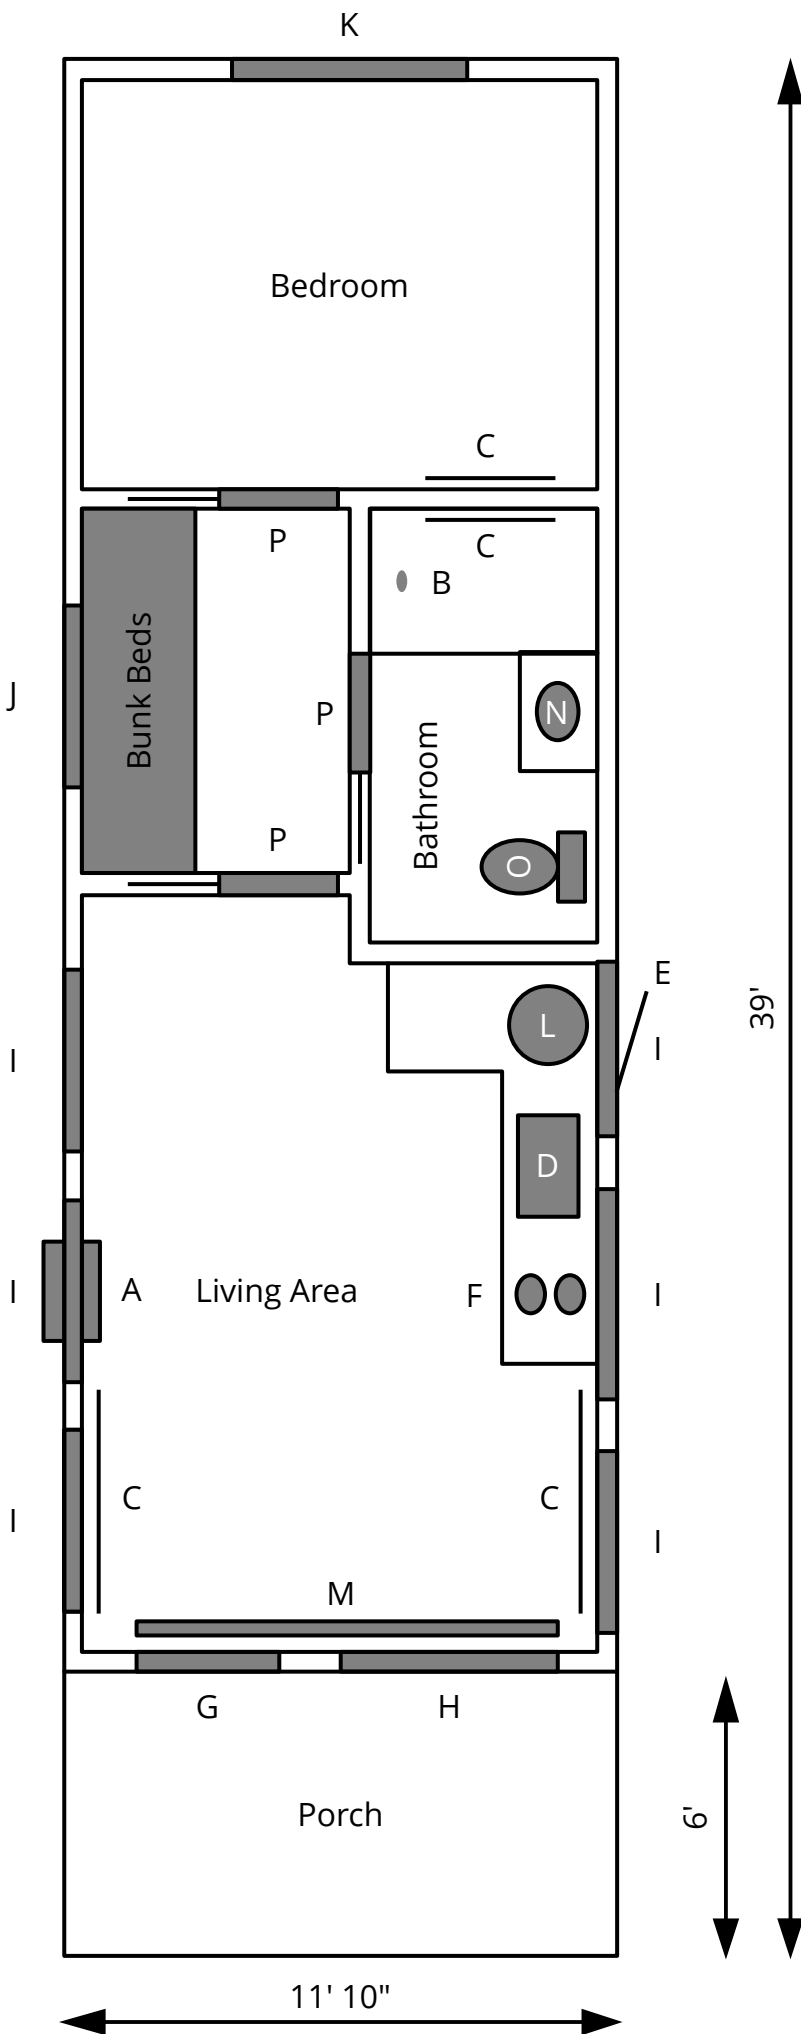 K
Bedroom
C
P
C
B
J
Bunk Beds
P
N
Bathroom
P
O
E
L
I
I
39'
D
I
A
Living Area
F
I
C
C
I
I
M
G
H
Porch
6'
11' 10"